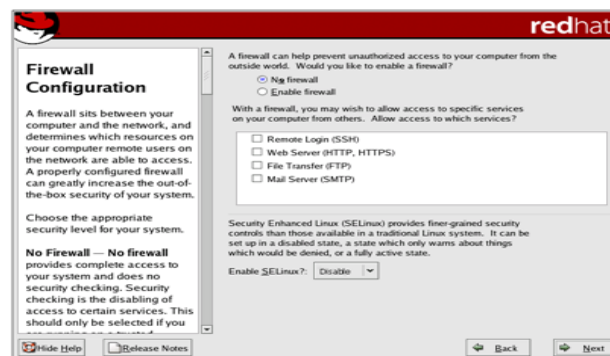 redhat
Firewall
Configuration
A firewall sits between your
computer and the network, and
determines which resources on
your computer remote users on
the network are able to access.
A properly configured firewall
can greatly increase the out-of-
the-box security of your system.
Choose the appropriate
security level for your system.
No Firewall — No firewall
provides complete access to
your system and does no
security checking. Security
checking is the disabling of
access to certain services. This
should only be selected if you
are running on a trusted
A firewall can help prevent unauthorized access to your computer from the
outside world. Would you like to enable a firewall?
No firewall
Enable firewall
With a firewall, you may wish to allow access to specific services
on your computer from others. Allow access to which services?
Remote Login (SSH)
Web Server (HTTP, HTTPS)
File Transfer (FTP)
Mail Server (SMTP)
Security Enhanced Linux (SELinux) provides finer-grained security
controls than those available in a traditional Linux system. It can be
set up in a disabled state, a state which only warns about things
which would be denied, or a fully active state.
Enable SELinux?: Disable
Hide Help
Release Notes
Back
Next